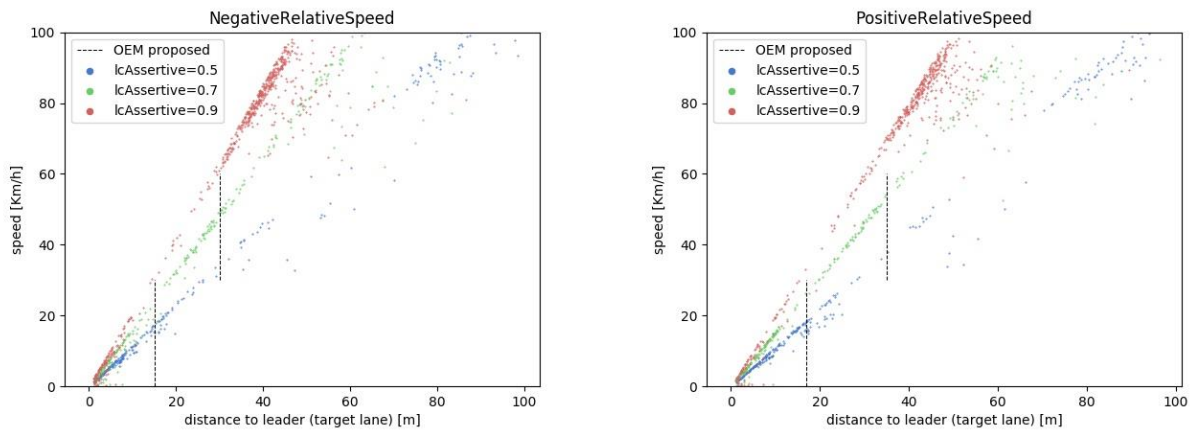 NegativeRelativeSpeed
100
80
60
40
20
0
speed [Km/h]
OEM proposed
lcAssertive=0.5
lcAssertive=0.7
lcAssertive=0.9
0 20 40 60 80 100
distance to leader (target lane) [m]
PositiveRelativeSpeed
100
80
60
40
20
0
speed [Km/h]
OEM proposed
lcAssertive=0.5
lcAssertive=0.7
lcAssertive=0.9
0 20 40 60 80 100
distance to leader (target lane) [m]